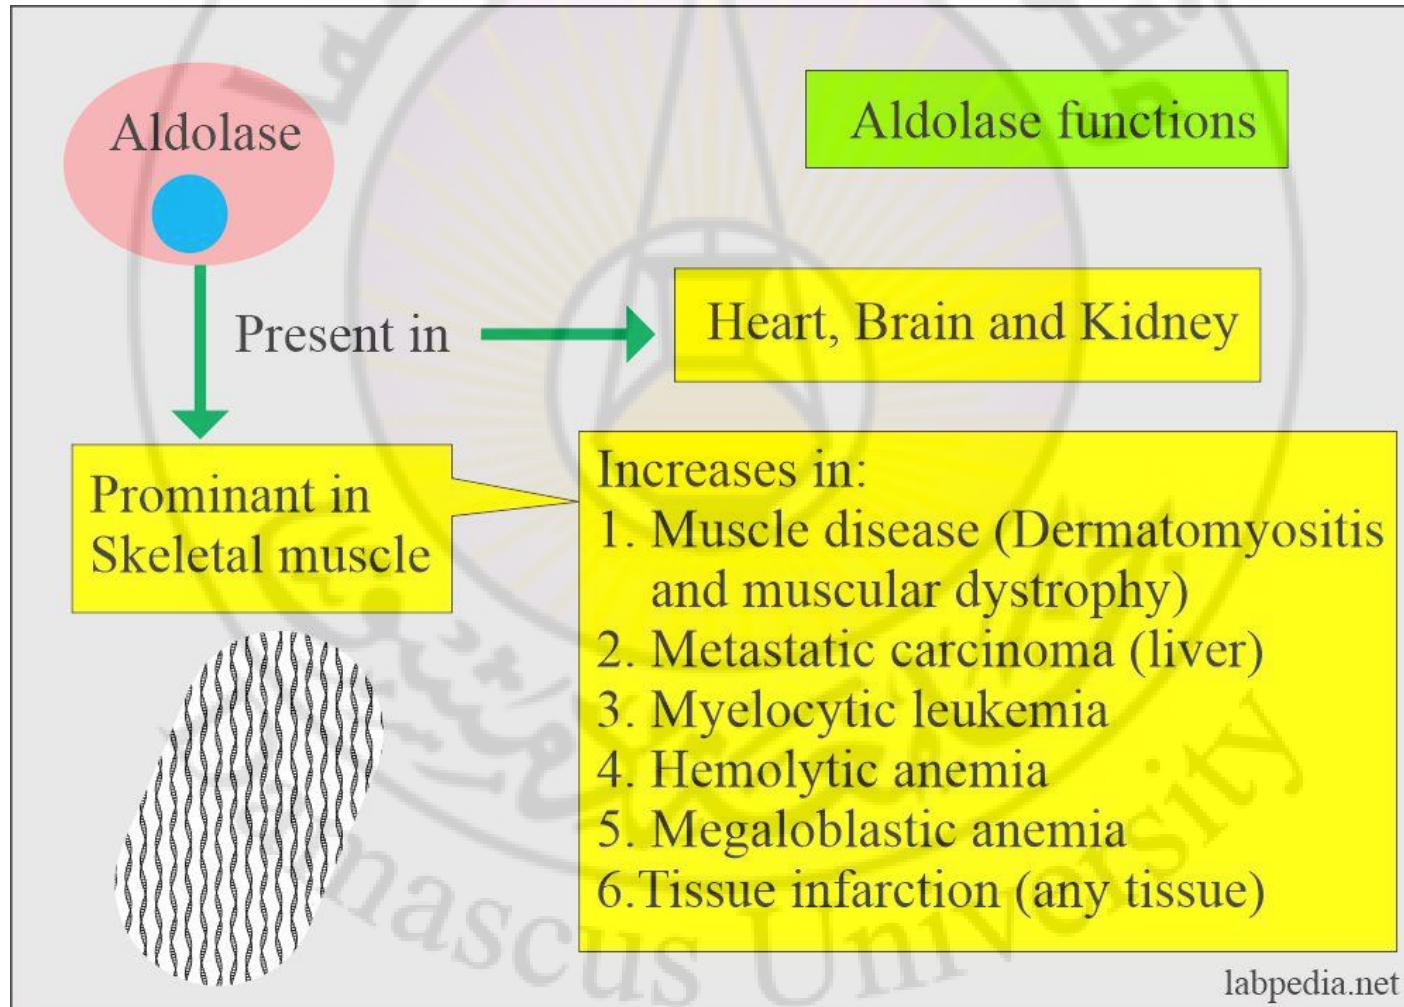 Aldolase
Aldolase functions
Present in
Heart, Brain and Kidney
Prominant in
Skeletal muscle
Increases in:
1. Muscle disease (Dermatomyositis
and muscular dystrophy)
2. Metastatic carcinoma (liver)
3. Myelocytic leukemia
4. Hemolytic anemia
5. Megaloblastic anemia
6.Tissue infarction (any tissue)
mascus University
labpedia.net